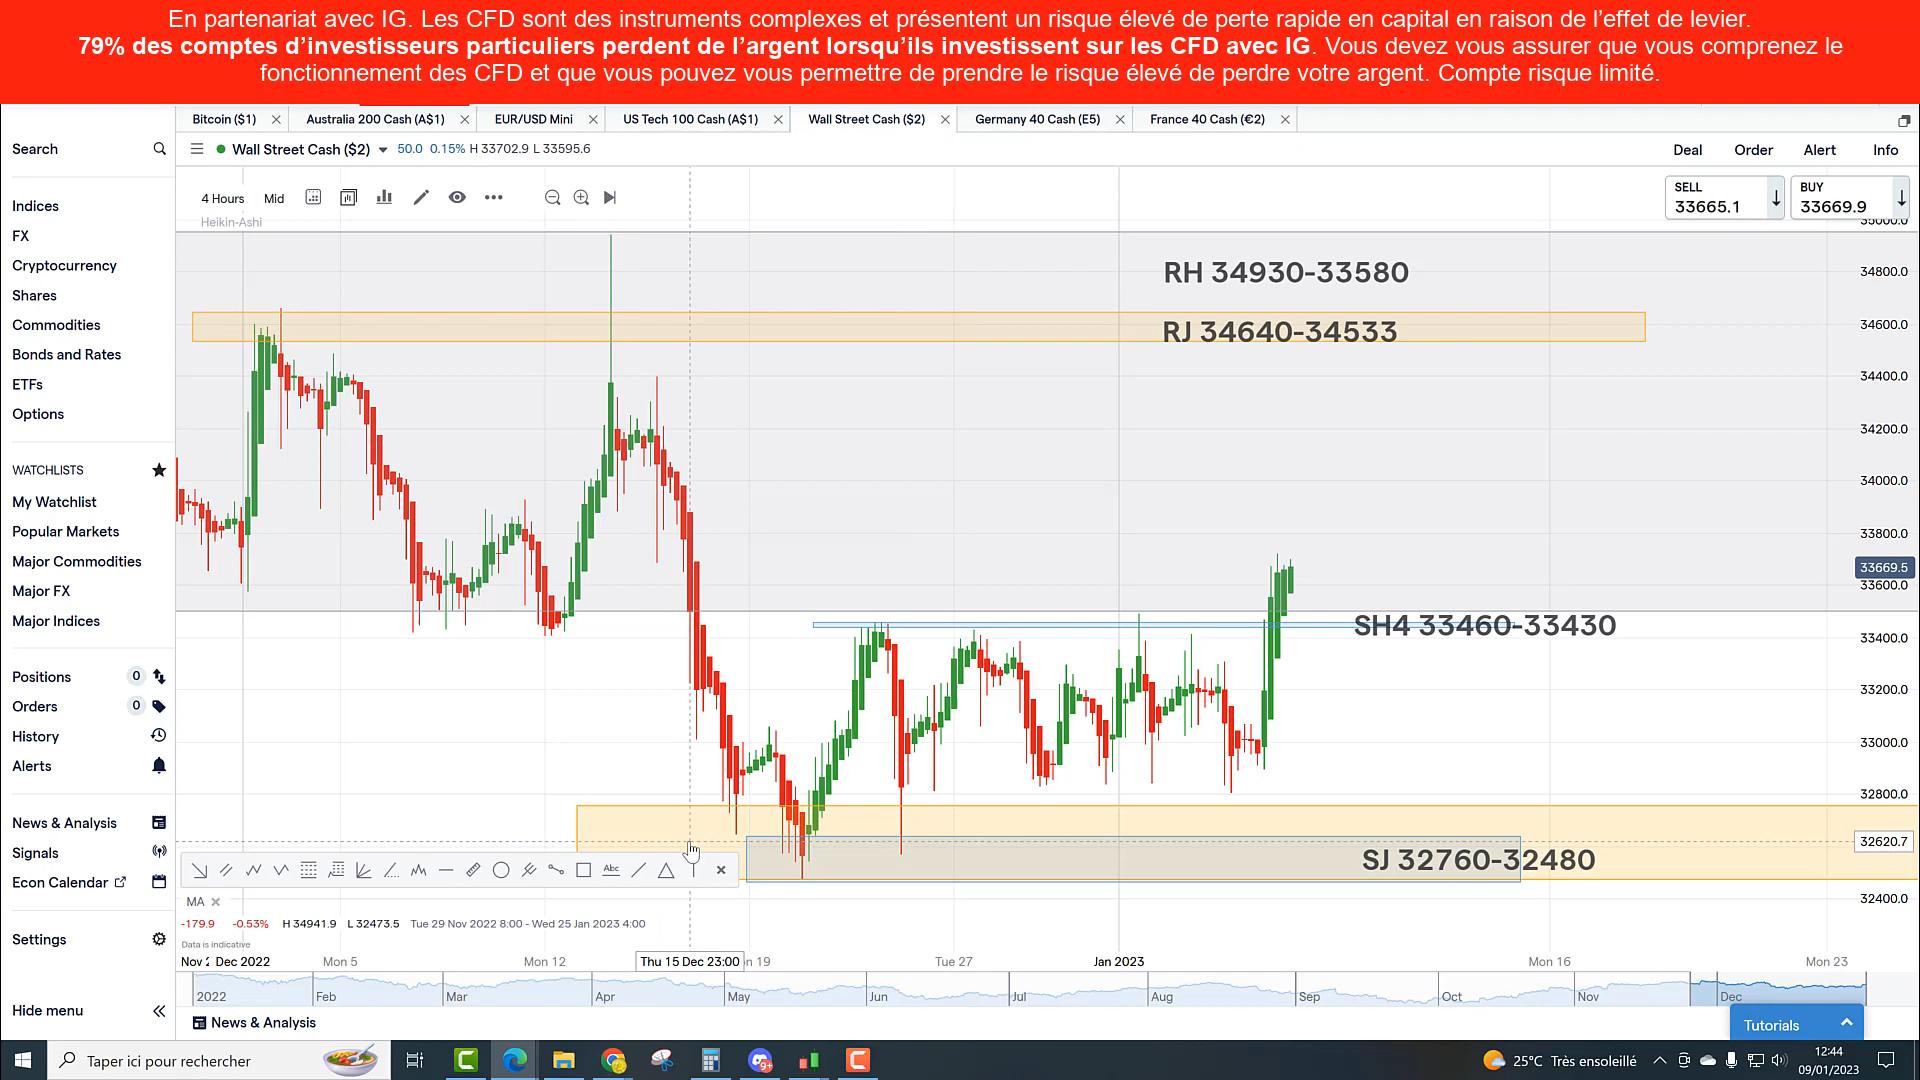 En partenariat avec IG. Les CFD sont des instruments complexes et présentent un risque élevé de perte rapide en capital en raison de l'effet de levier.
79% des comptes d'investisseurs particuliers perdent de l'argent lorsqu'ils investissent sur les CFD avec IG. Vous devez vous assurer que vous comprenez le
fonctionnement des CFD et que vous pouvez vous permettre de prendre le risque élevé de perdre votre argent. Compte risque limité.
Bitcoin ($1) Australia 200 Cash (A$1) EUR/USD Mini US Tech 100 Cash (A$1) Wall Street Cash ($2) Germany 40 Cash (E5) France 40 Cash (€2)
Search
Wall Street Cash ($2) 50.0 0.15% H 33702.9 L 33595.6
Deal Order Alert Info
4 Hours Mid
SELL
33665.1
BUY
33669.9
Heikin-Ashi
Indices
FX
Cryptocurrency
Shares
Commodities
Bonds and Rates
ETFs
Options
WATCHLISTS
My Watchlist
Popular Markets
Major Commodities
Major FX
Major Indices
Positions 0
Orders 0
History
Alerts
News & Analysis
Signals
Econ Calendar
Settings
Hide menu
RH 34930-33580
RJ 34640-34533
SH4 33460-33430
SJ 32760-32480
35000.0
34800.0
34600.0
34400.0
34200.0
34000.0
33800.0
33669.5
33600.0
33400.0
33200.0
33000.0
32800.0
32620.7
32400.0
Abc
MA
-179.9 -0.53% H 34941.9 L 32473.5 Tue 29 Nov 2022 8:00 - Wed 25 Jan 2023 4:00
Data is indicative
Nov 2 Dec 2022 Mon 5 Mon 12 Thu 15 Dec 23:00 n 19 Tue 27 Jan 2023 Mon 16 Mon 23
2022 Feb Mar Apr May Jun Jul Aug Sep Oct Nov Dec
News & Analysis
Tutorials
Taper ici pour rechercher
25°C Très ensoleillé
12:44
09/01/2023